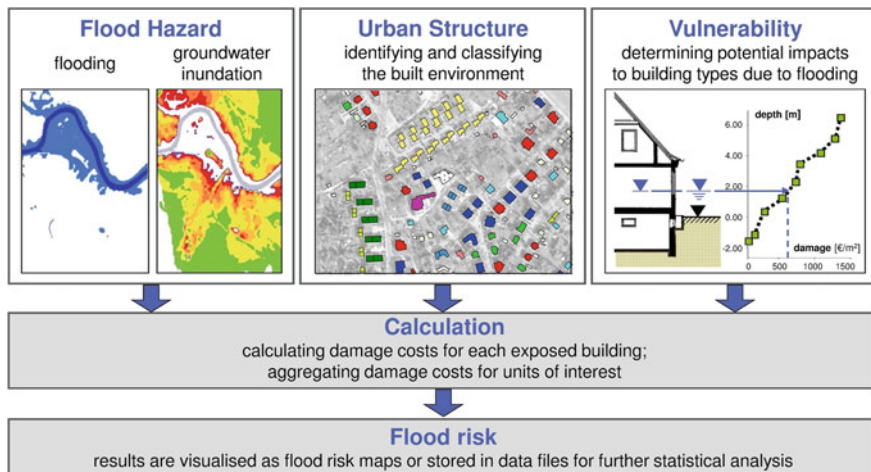 Flood Hazard
flooding
groundwater
inundation
Urban Structure
identifying and classifying
the built environment
Vulnerability
determining potential impacts
to building types due to flooding
depth [m]
6.00
4.00
2.00
0.00
-2.00
damage [€/m²]
0 500 1000 1500
Calculation
calculating damage costs for each exposed building;
aggregating damage costs for units of interest
Flood risk
results are visualised as flood risk maps or stored in data files for further statistical analysis